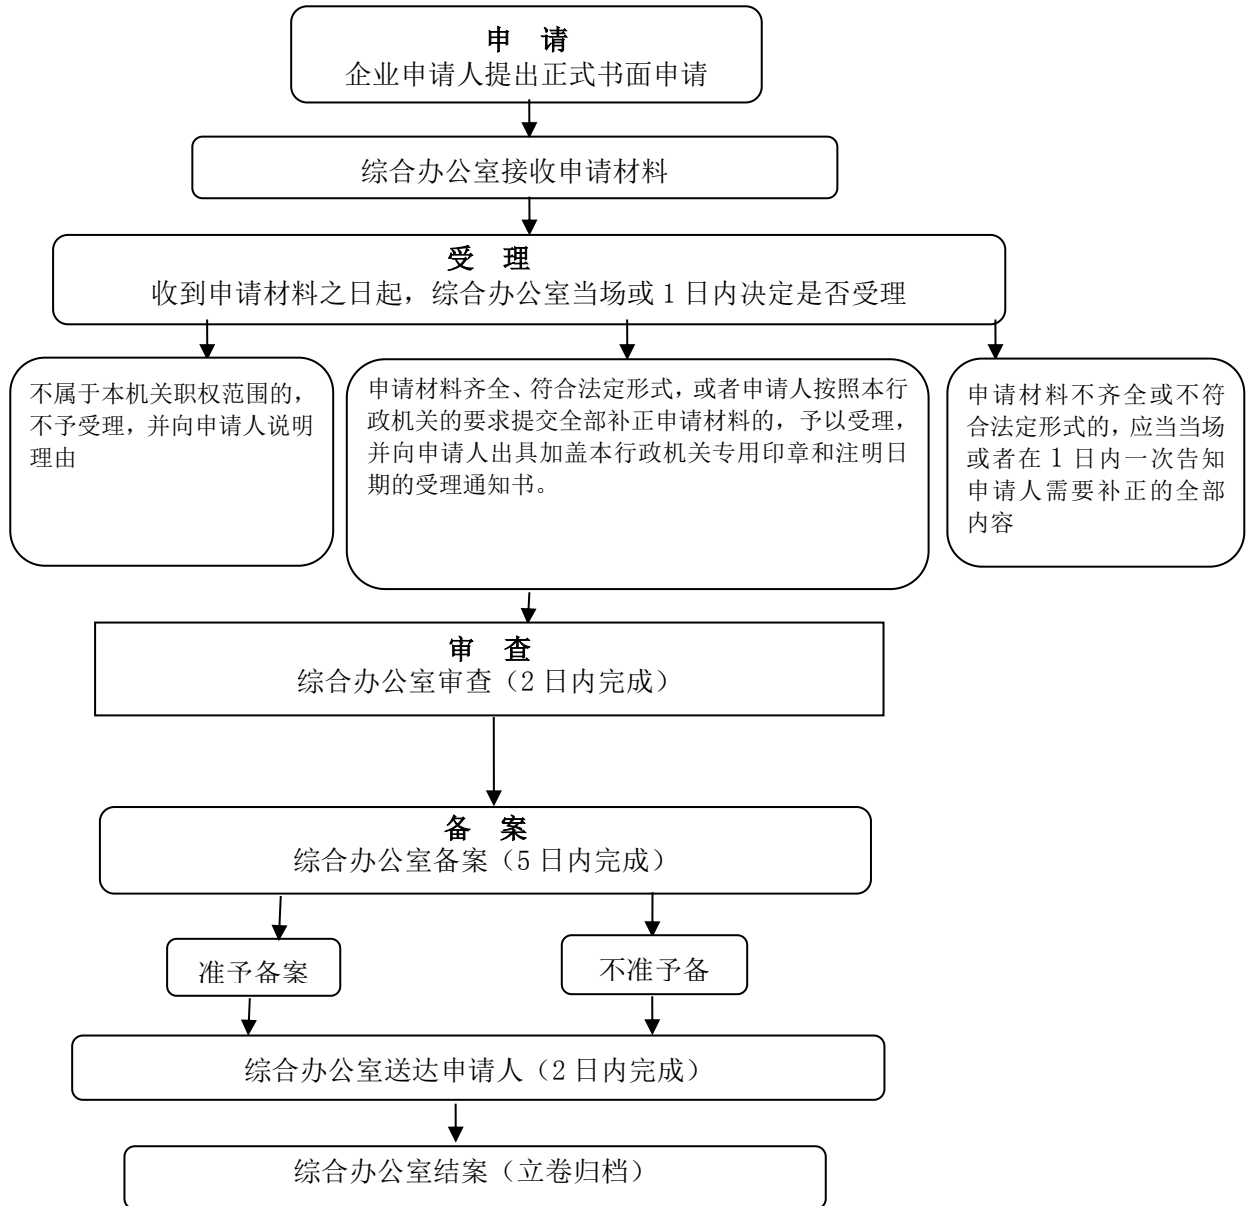 申 请
企业申请人提出正式书面申请
综合办公室接收申请材料
受 理
收到申请材料之日起，综合办公室当场或 1 日内决定是否受理
不属于本机关职权范围的，
不予受理，并向申请人说明
理由
申请材料齐全、符合法定形式，或者申请人按照本行
政机关的要求提交全部补正申请材料的，予以受理，
并向申请人出具加盖本行政机关专用印章和注明日
期的受理通知书。
申请材料不齐全或不符
合法定形式的，应当当场
或者在 1 日内一次告知
申请人需要补正的全部
内容
审 查
综合办公室审查（2 日内完成）
备 案
综合办公室备案（5 日内完成）
准予备案
不准予备
综合办公室送达申请人（2 日内完成）
综合办公室结案（立卷归档）